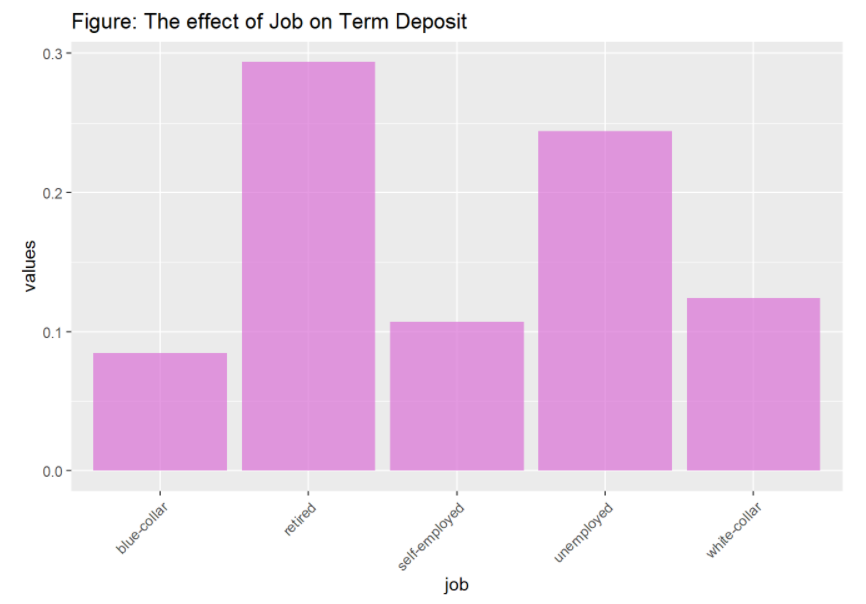 Figure: The effect of Job on Term Deposit
0.3
0.2
0.1
0.0
values
blue-collar
retired
self-employed
unemployed
white-collar
job